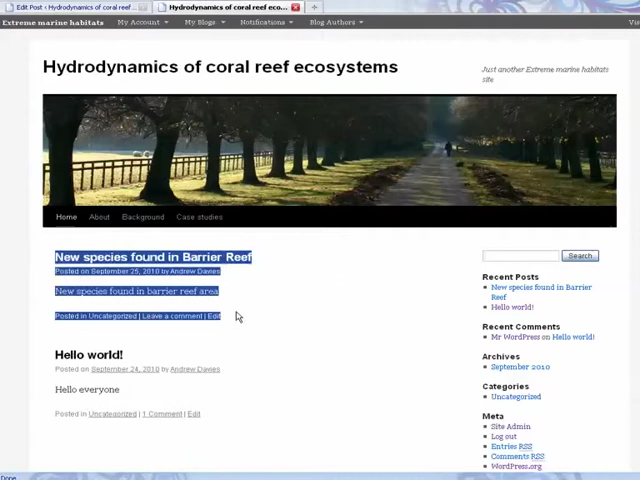 Edit Post ‹ Hydrodynamics of coral reef ...
Hydrodynamics of coral reef eco...
Extreme marine habitats
My Account
My Blogs
Notifications
Blog Authors
Hydrodynamics of coral reef ecosystems
Just another Extreme marine habitats
site
Home
About
Background
Case studies
New species found in Barrier Reef
Posted on September 25, 2010 by Andrew Davies
New species found in barrier reef area
Posted in Uncategorized | Leave a comment | Edit
Hello world!
Posted on September 24, 2010 by Andrew Davies
Hello everyone
Posted in Uncategorized | 1 Comment | Edit
Search
Recent Posts
New species found in Barrier
Reef
Hello world!
Recent Comments
Mr WordPress on Hello world!
Archives
September 2010
Categories
Uncategorized
Meta
Site Admin
Log out
Entries RSS
Comments RSS
WordPress.org
Done